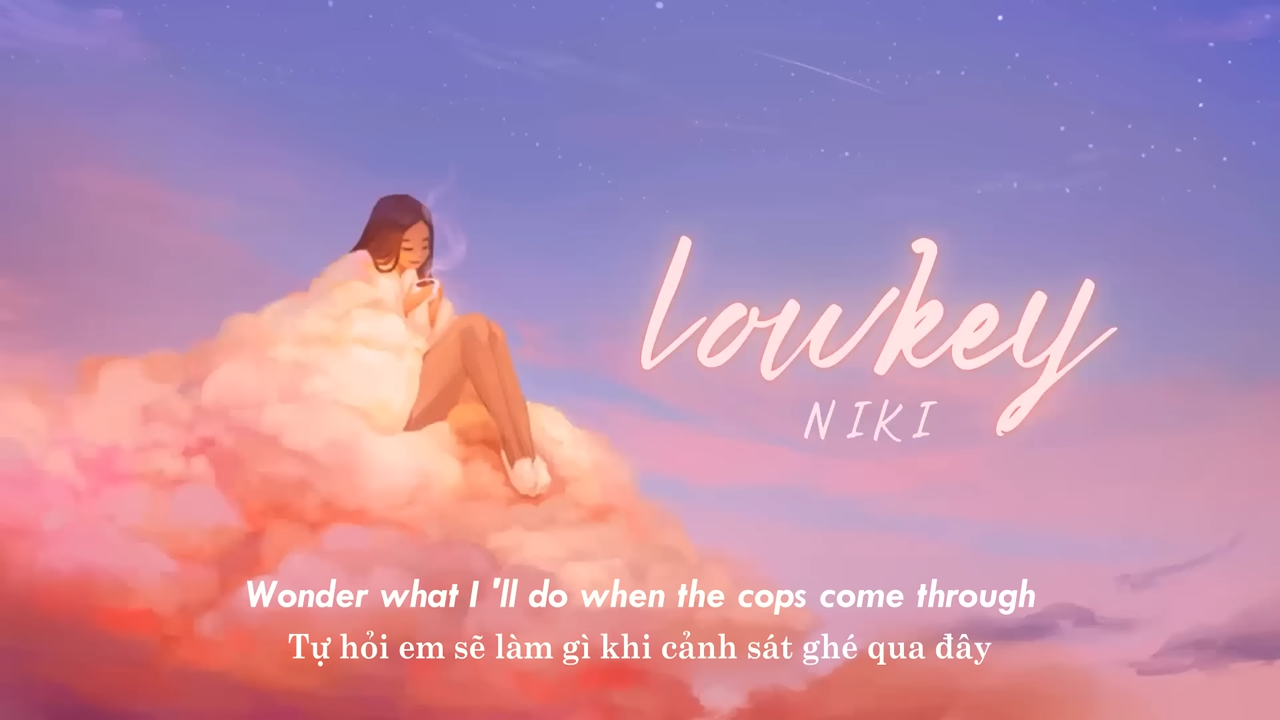 lowkey
NIKI
Wonder what I 'll do when the cops come through
Tự hỏi em sẽ làm gì khi cảnh sát ghé qua đây